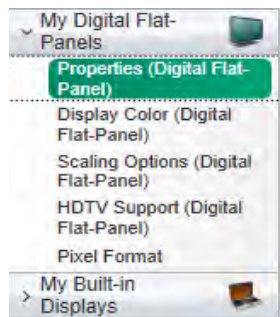 My Digital Flat-
Panels
Properties (Digital Flat-
Panel)
Display Color (Digital
Flat-Panel)
Scaling Options (Digital
Flat-Panel)
HDTV Support (Digital
Flat-Panel)
Pixel Format
My Built-in
Displays